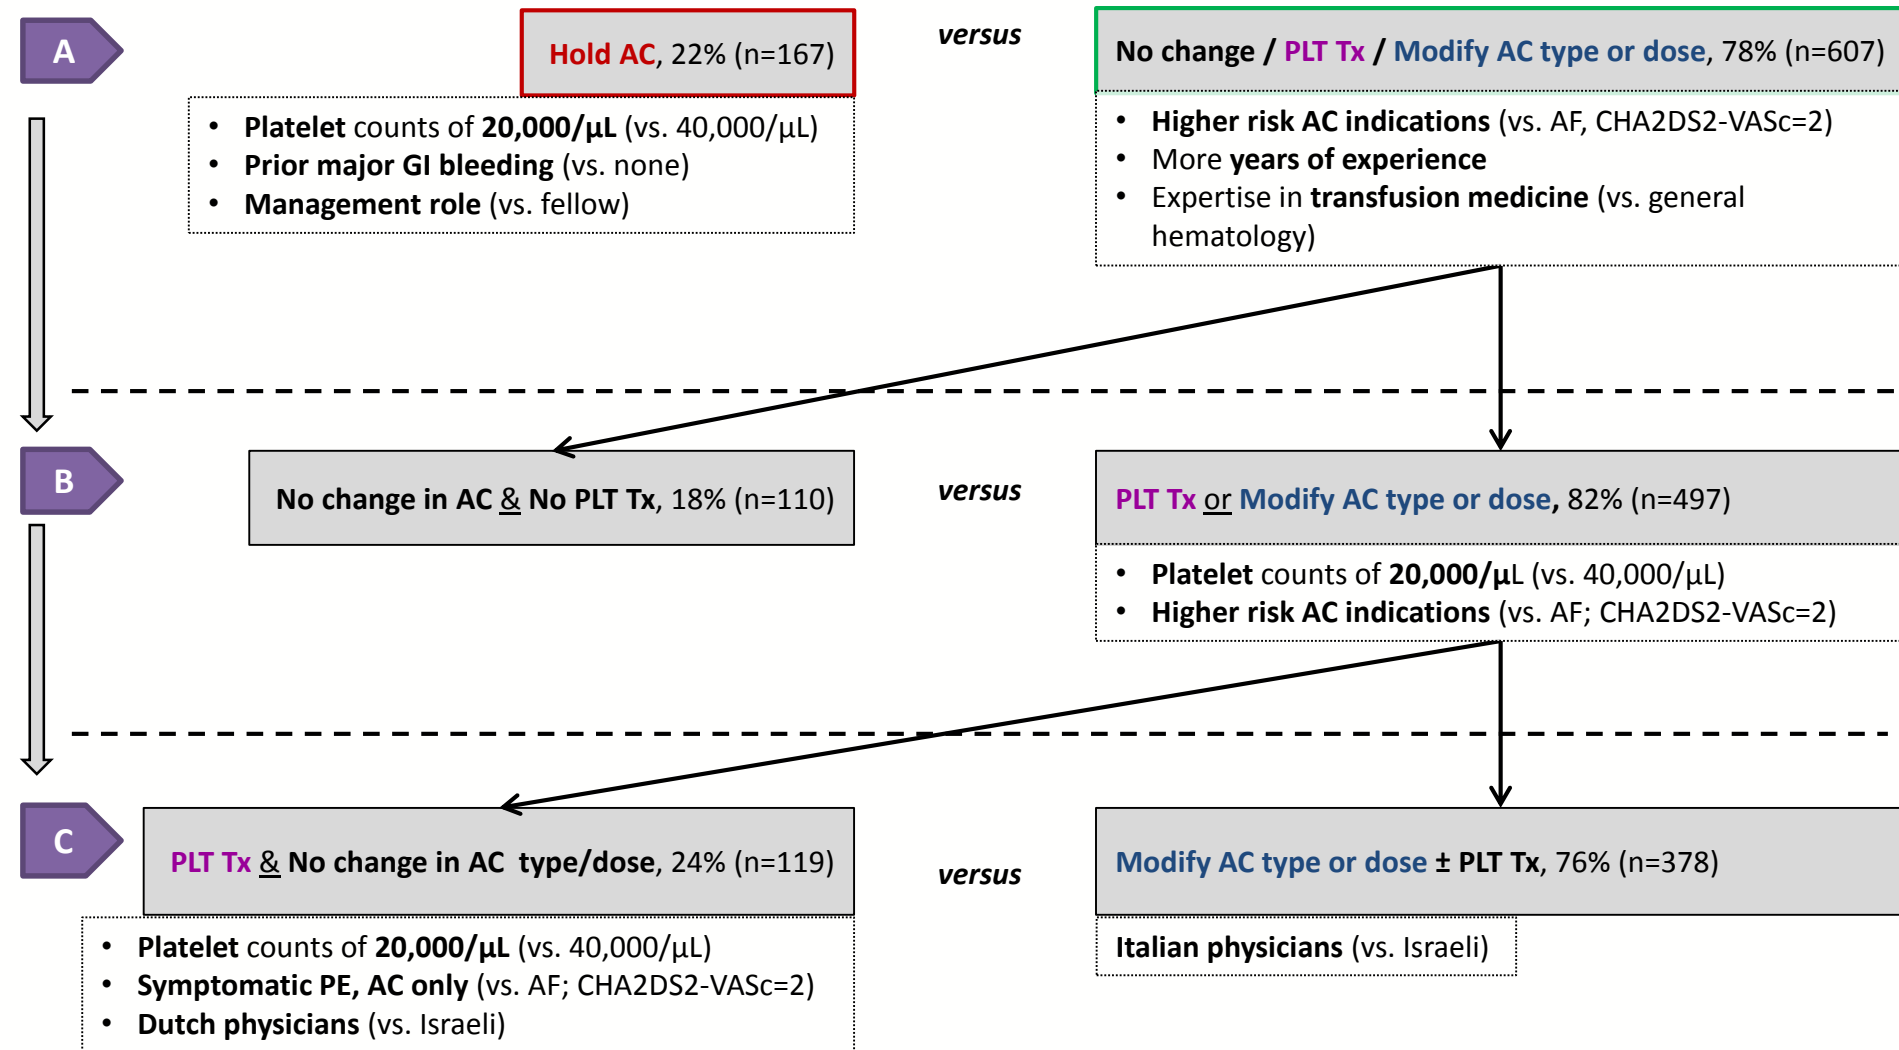 A
Hold AC, 22% (n=167)
versus
No change / PLT Tx / Modify AC type or dose, 78% (n=607)
• Platelet counts of 20,000/µL (vs. 40,000/µL)
• Prior major GI bleeding (vs. none)
• Management role (vs. fellow)
• Higher risk AC indications (vs. AF, CHA2DS2-VASc=2)
• More years of experience
• Expertise in transfusion medicine (vs. general
hematology)
B
No change in AC & No PLT Tx, 18% (n=110)
versus
PLT Tx or Modify AC type or dose, 82% (n=497)
• Platelet counts of 20,000/µL (vs. 40,000/µL)
• Higher risk AC indications (vs. AF; CHA2DS2-VASc=2)
C
PLT Tx & No change in AC type/dose, 24% (n=119)
versus
Modify AC type or dose ± PLT Tx, 76% (n=378)
• Platelet counts of 20,000/µL (vs. 40,000/µL)
• Symptomatic PE, AC only (vs. AF; CHA2DS2-VASc=2)
• Dutch physicians (vs. Israeli)
Italian physicians (vs. Israeli)